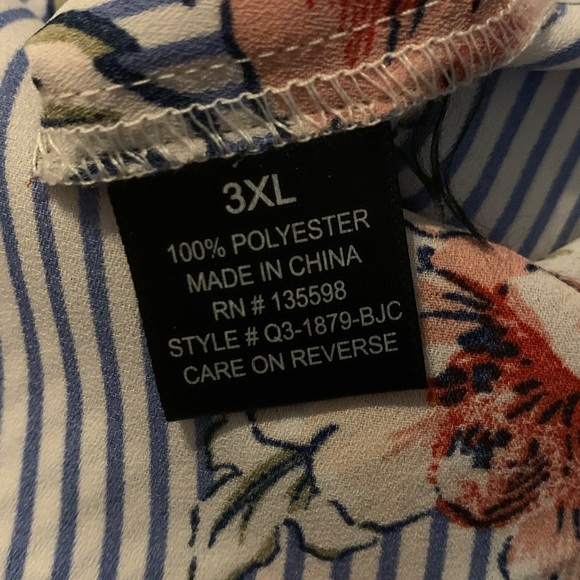 3XL
100% POLYESTER
MADE IN CHINA
RN # 135598
STYLE # Q3-1879-BJC
CARE ON REVERSE